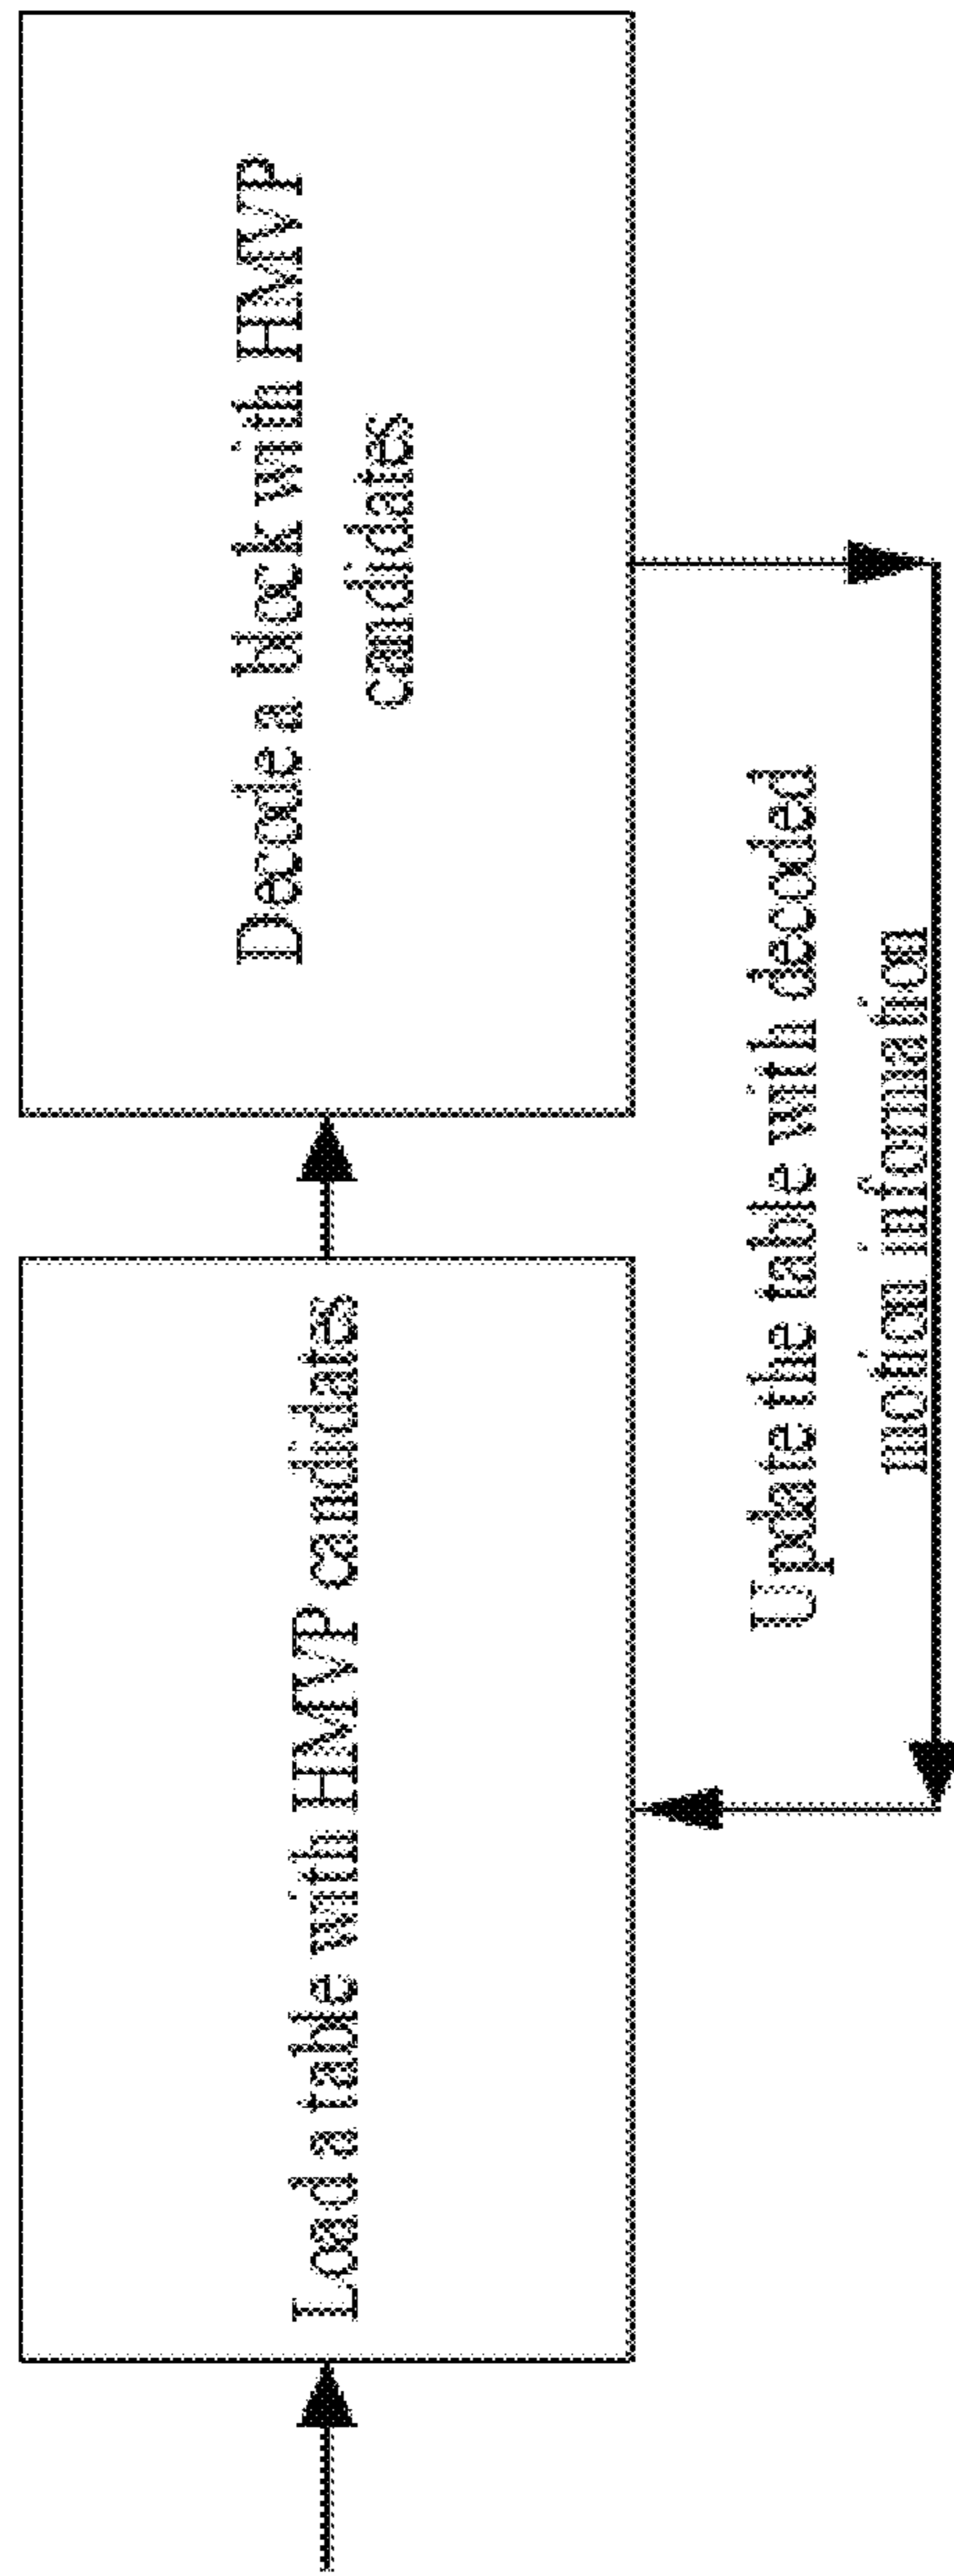 Load a table with HMVP candidates
Decode a block with HMVP
candidates
Update the table with decoded
motion information